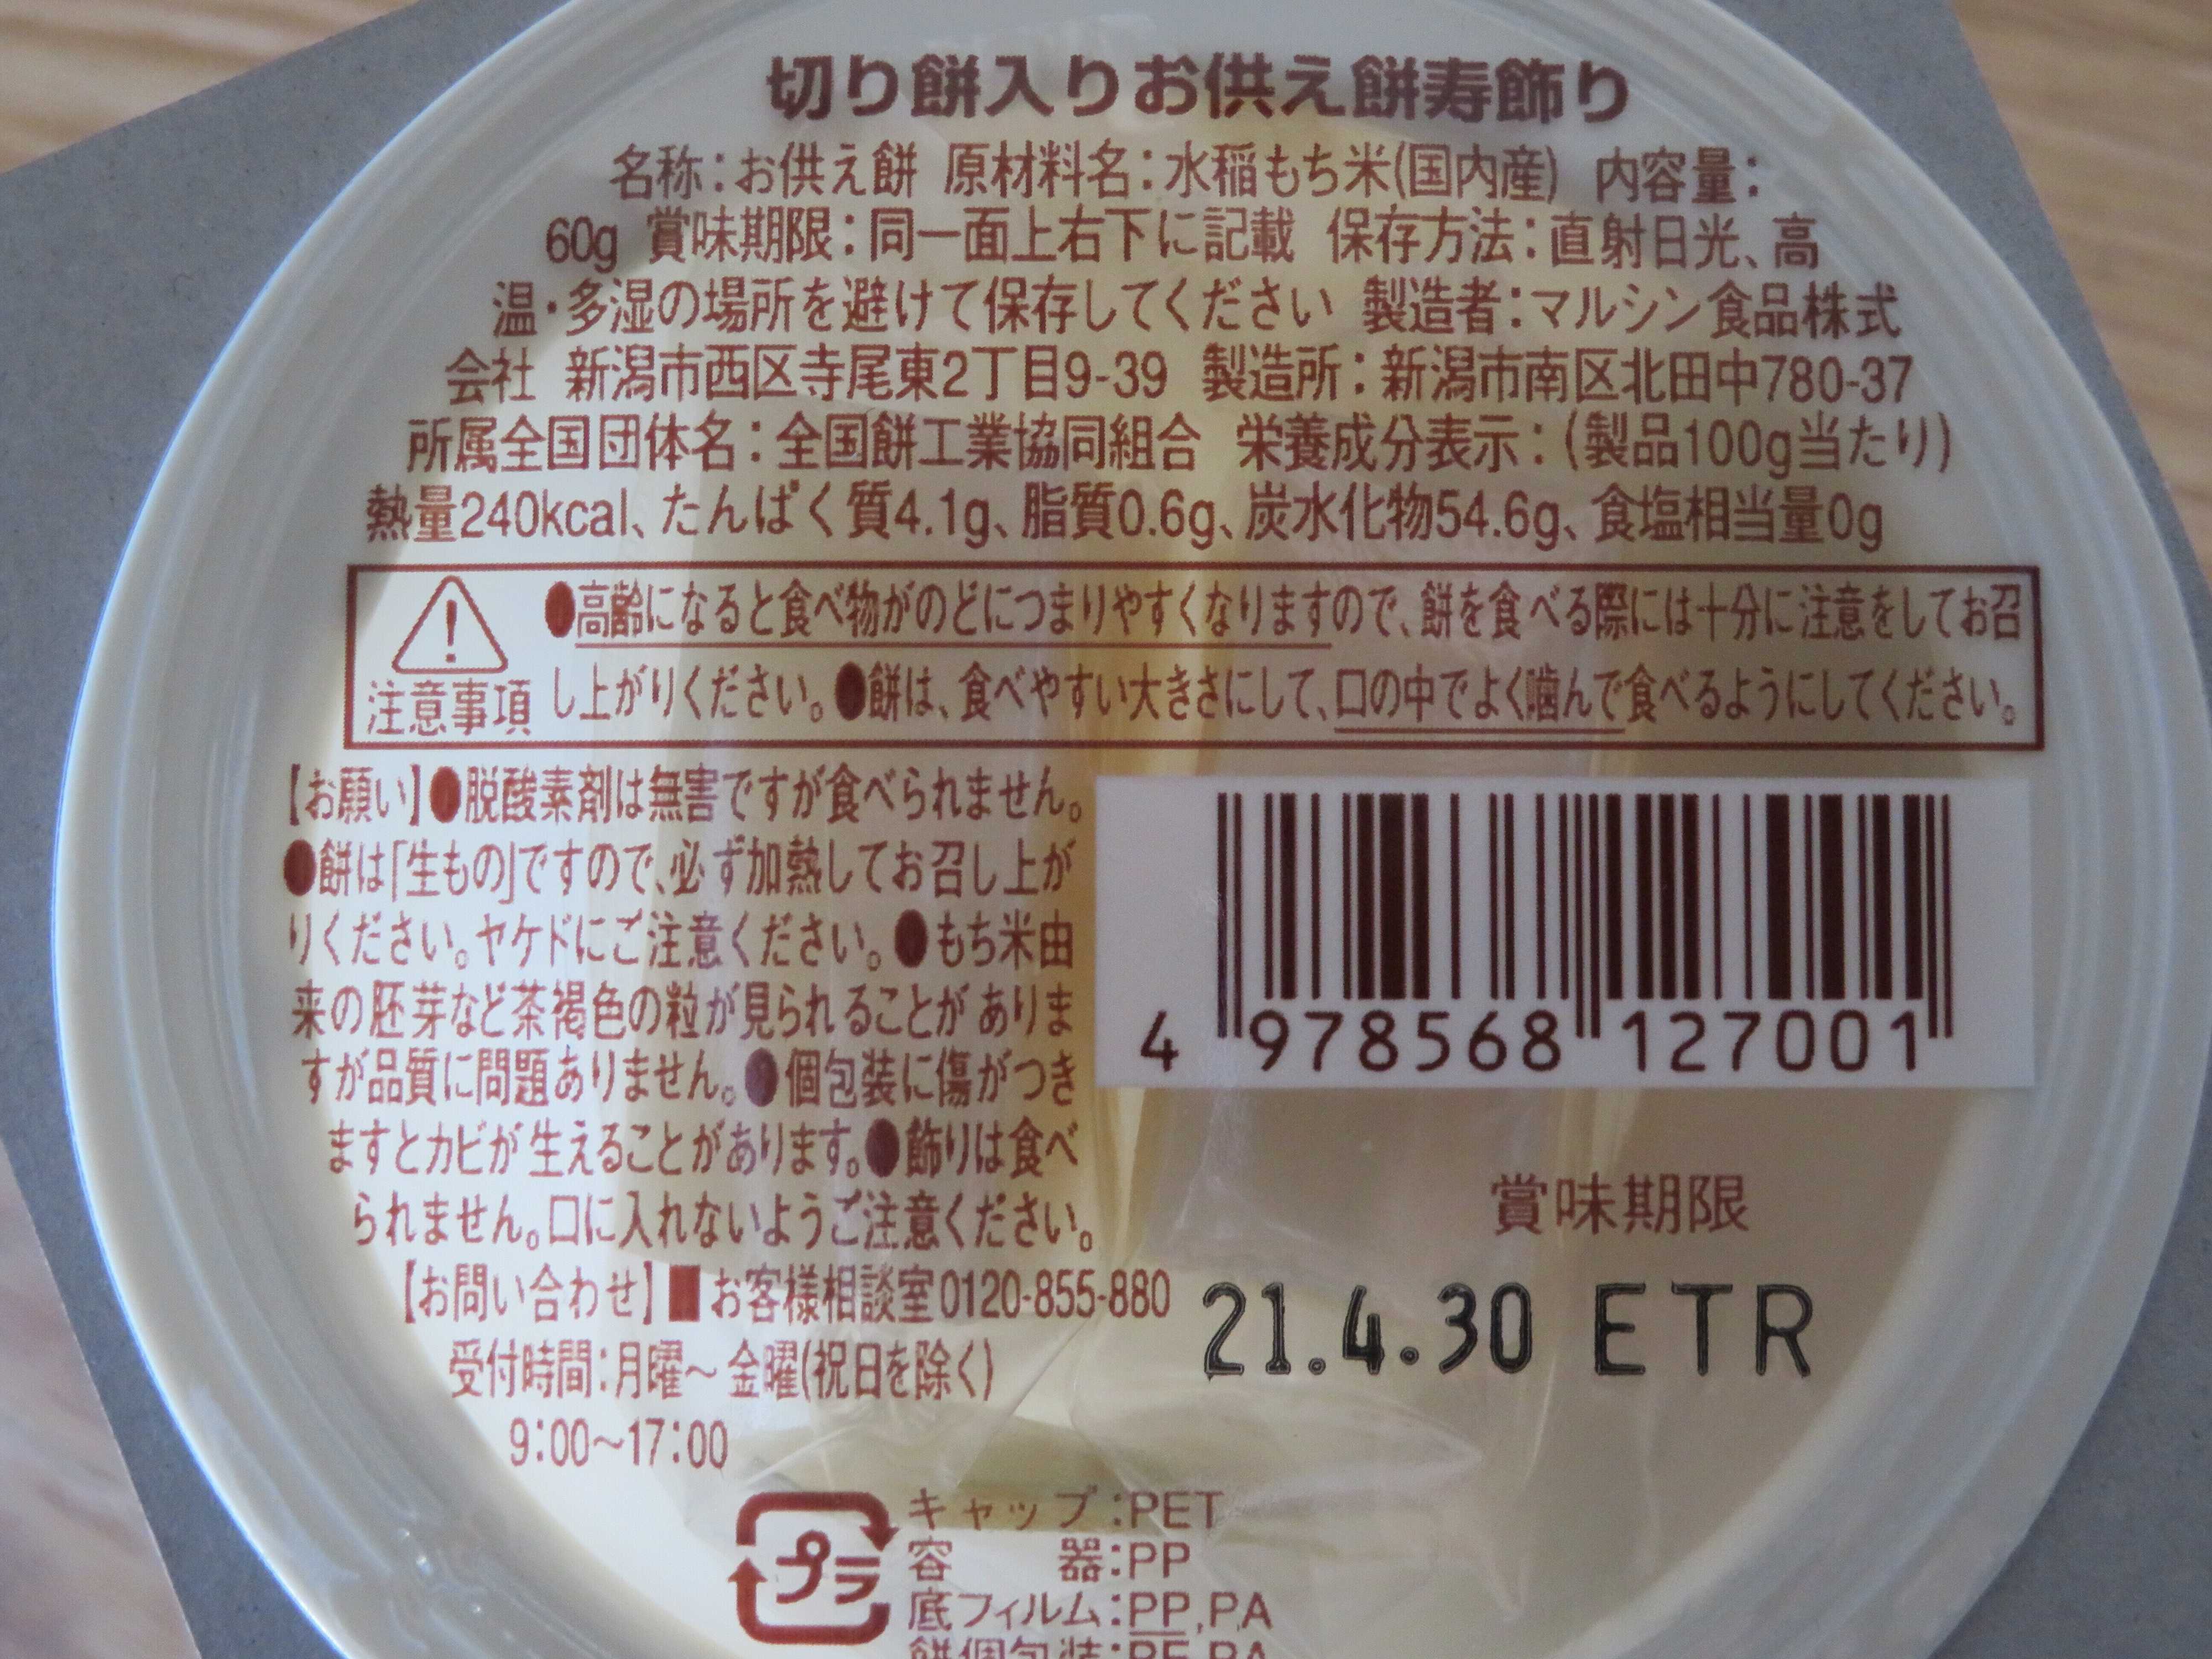 切り餅入りお供え餅寿飾り
名称：お供え餅 原材料名：水稲もち米(国内産) 内容量：
60g 賞味期限：同一面上右下に記載 保存方法：直射日光、高
温・多湿の場所を避けて保存してください 製造者：マルシン食品株式
会社 新潟市西区寺尾東2丁目9-39 製造所：新潟市南区北田中780-37
所属全国団体名：全国餅工業協同組合 栄養成分表示：(製品100g当たり)
熱量240kcal、たんぱく質4.1g、脂質0.6g、炭水化物54.6g、食塩相当量0g
●高齢になると食べ物がのどにつまりやすくなりますので、餅を食べる際には十分に注意をしてお召
注意事項 し上がりください。●餅は、食べやすい大きさにして、口の中でよく噛んで食べるようにしてください。
【お願い】●脱酸素剤は無害ですが食べられません。
●餅は「生もの」ですので、必ず加熱してお召し上が
りください。ヤケドにご注意ください。●もち米由
来の胚芽など茶褐色の粒が見られることがありま
すが品質に問題ありません。●個包装に傷がつき
ますとカビが生えることがあります。●飾りは食べ
られません。口に入れないようご注意ください。
【お問い合わせ】■お客様相談室0120-855-880
受付時間：月曜～金曜(祝日を除く)
9:00～17:00
4 978568 127001
賞味期限
21.4.30 ETR
プラ
キャップ：PET
容　　器：PP
底フィルム：PP,PA
餅個包装：PE,PA